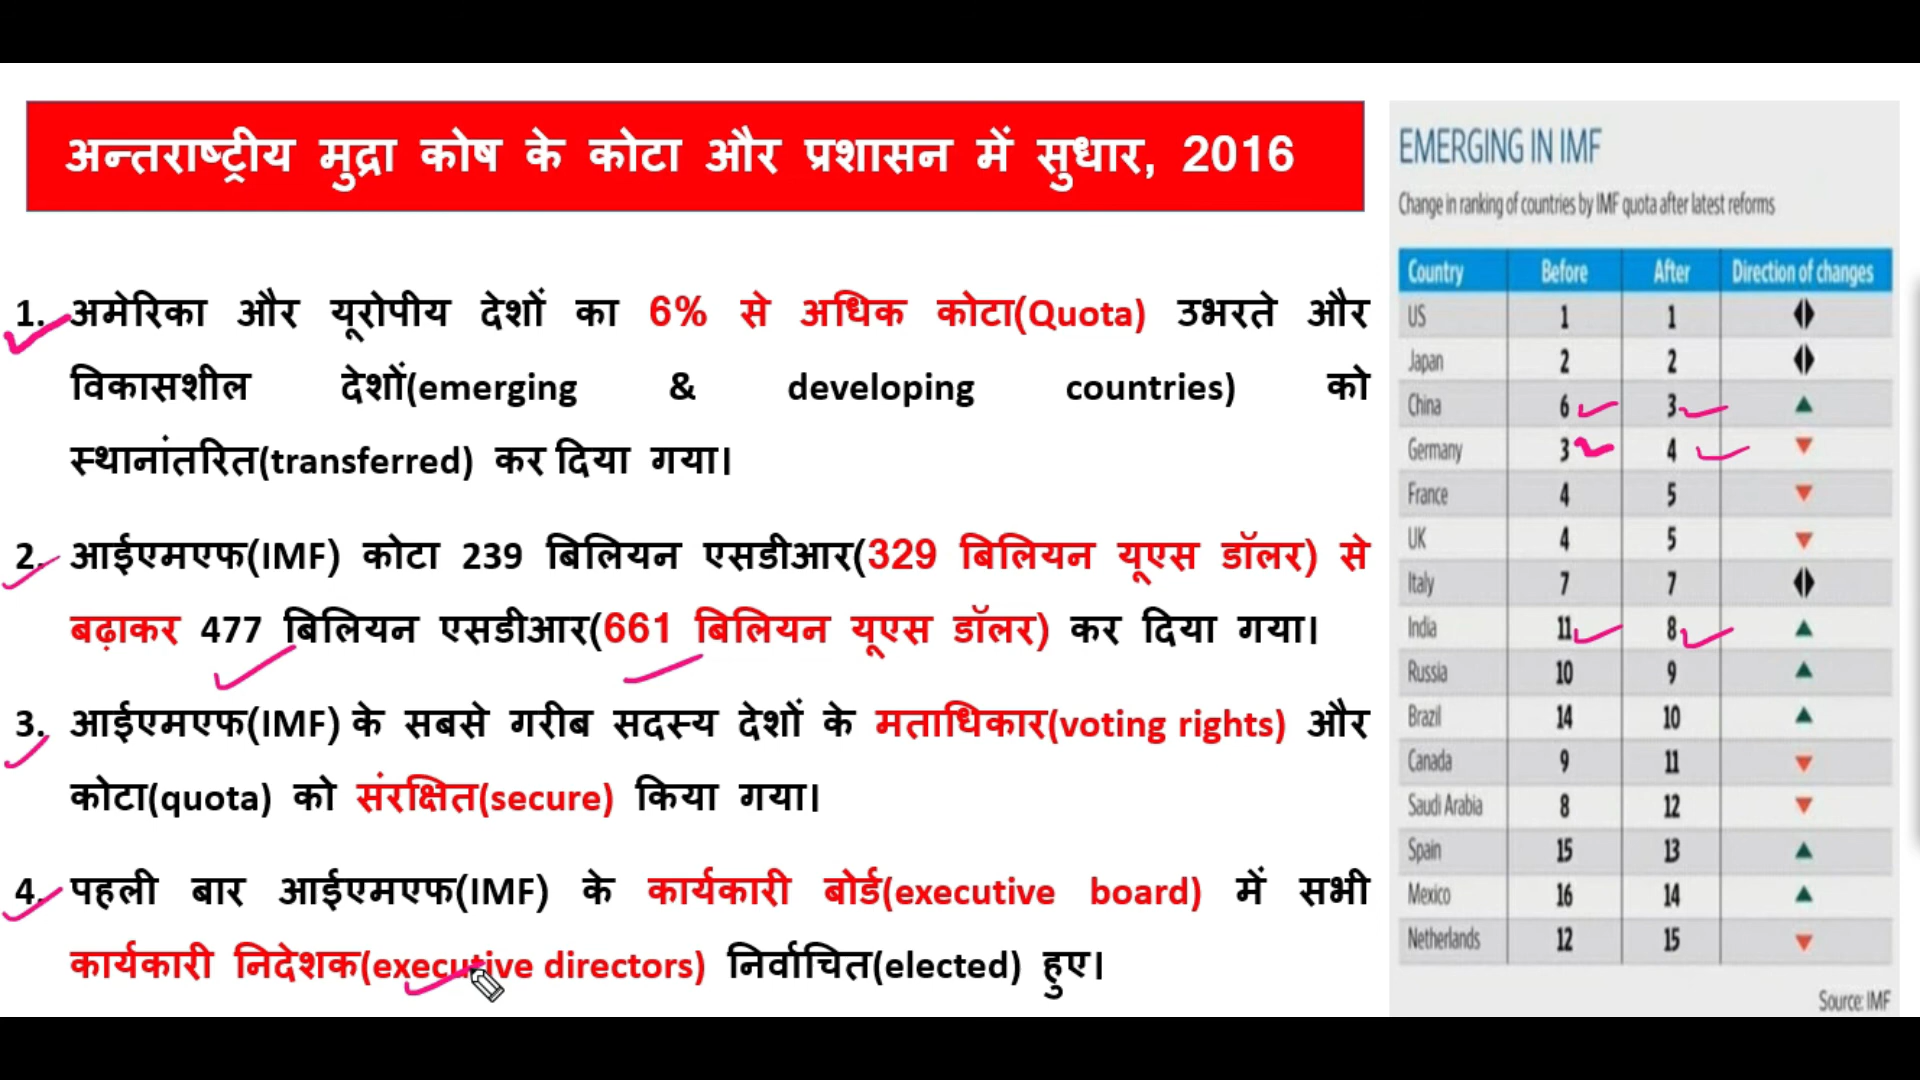 अन्तराष्ट्रीय मुद्रा कोष के कोटा और प्रशासन में सुधार, 2016
1. अमेरिका और यूरोपीय देशों का 6% से अधिक कोटा(Quota) उभरते और
विकासशील देशों(emerging & developing countries) को
स्थानांतरित(transferred) कर दिया गया।
2. आईएमएफ(IMF) कोटा 239 बिलियन एसडीआर(329 बिलियन यूएस डॉलर) से
बढ़ाकर 477 बिलियन एसडीआर(661 बिलियन यूएस डॉलर) कर दिया गया।
3. आईएमएफ(IMF) के सबसे गरीब सदस्य देशों के मताधिकार(voting rights) और
कोटा(quota) को संरक्षित(secure) किया गया।
4. पहली बार आईएमएफ(IMF) के कार्यकारी बोर्ड(executive board) में सभी
कार्यकारी निदेशक(executive directors) निर्वाचित(elected) हुए।
EMERGING IN IMF
Change in ranking of countries by IMF quota after latest reforms
Country Before After Direction of changes
US 1 1
Japan 2 2
China 6 3
Germany 3 4
France 4 5
UK 4 5
Italy 7 7
India 11 8
Russia 10 9
Brazil 14 10
Canada 9 11
Saudi Arabia 8 12
Spain 15 13
Mexico 16 14
Netherlands 12 15
Source: IMF